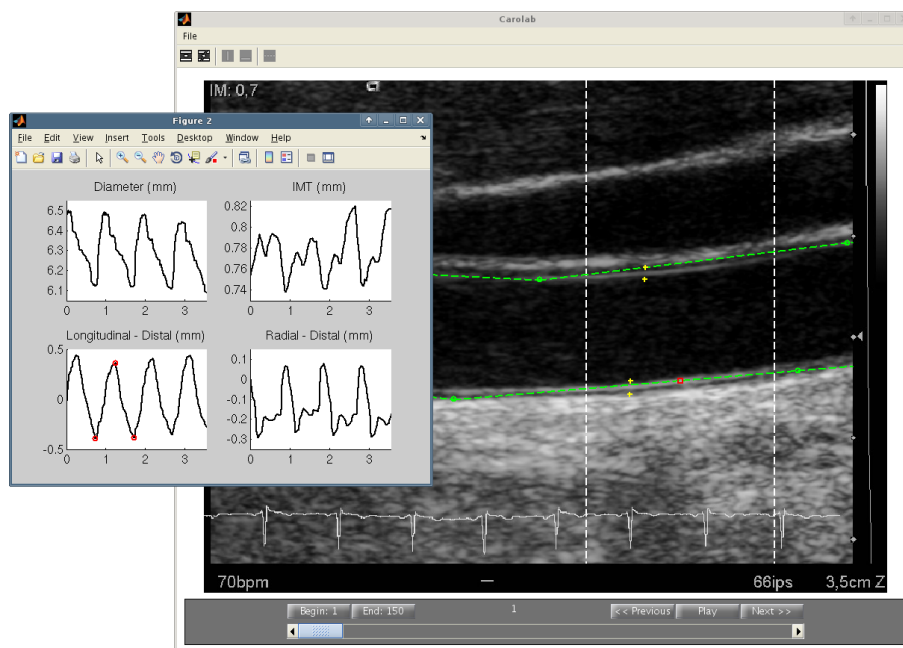 Carolab
File
IM: 0,7
Figure 2
File Edit View Insert Tools Desktop Window Help
Diameter (mm)
6.5
6.4
6.3
6.2
6.1
0 1 2 3
IMT (mm)
0.82
0.8
0.78
0.76
0.74
0 1 2 3
Longitudinal - Distal (mm)
0.5
0
-0.5
0 1 2 3
Radial - Distal (mm)
0.1
0
-0.1
-0.2
-0.3
0 1 2 3
70bpm 66ips 3,5cm Z
Begin: 1 End: 150 1 << Previous Play Next >>